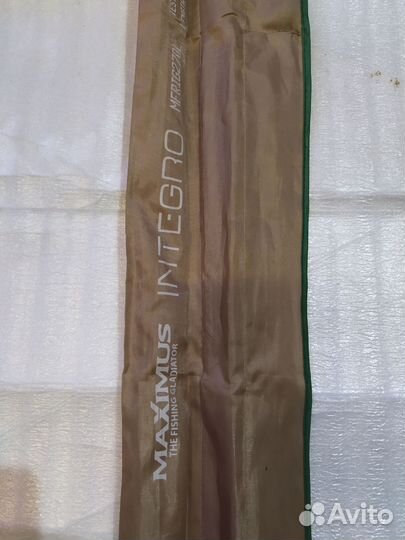 MAXIMUS
THE FISHING GLADIATOR
INTEGRO
Avito